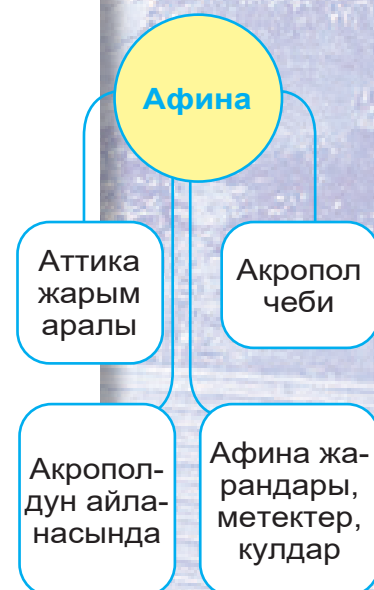 Афина
Аттика
жарым
аралы
Акропол
чеби
Акропол-
дун айла-
насында
Афина жа-
рандары,
метектер,
кулдар